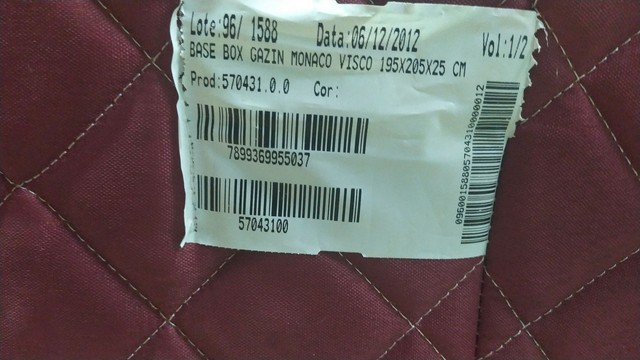 Lote:96/ 1588 Data:06/12/2012 Vol:1/2
BASE BOX GAZIN MONACO VISCO 195X205X25 CM
Prod:570431.0.0 Cor:
7899369955037
57043100
09600158805704310000012